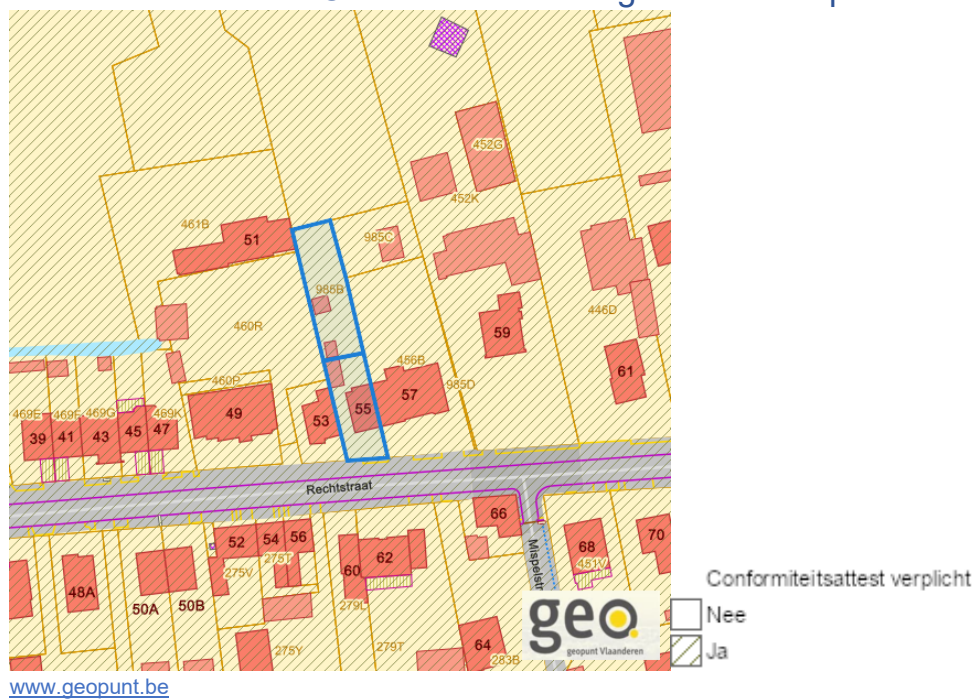 452G
452K
461B
51
985C
985B
460R
59
446D
61
460P
456B
985D
57
55
53
49
469E
469F
469G
469K
39
41
43
45
47
Rechtstraat
66
52
54
56
275V
275T
60
62
68
451V
70
Mispelstr
48A
50A
50B
279L
275Y
279T
64
283B
geo
geopunt Vlaanderen
Conformiteitsattest verplicht
Nee
Ja
www.geopunt.be